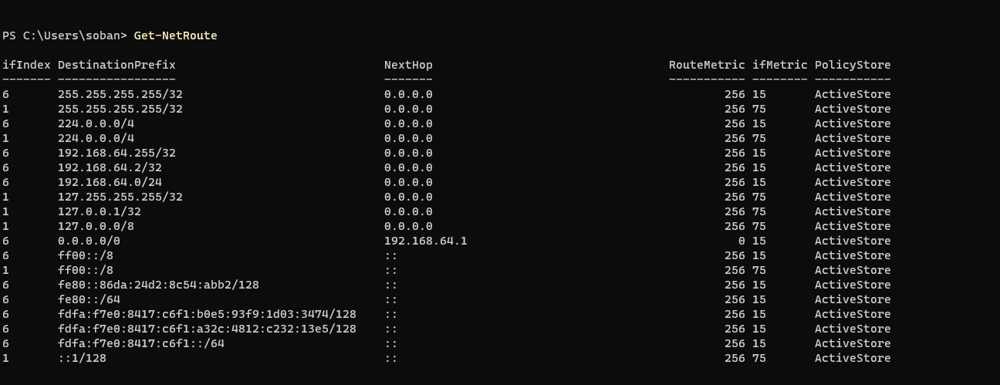 PS C:\Users\soban> Get-NetRoute
ifIndex DestinationPrefix                              NextHop                                  RouteMetric ifMetric PolicyStore
------- -----------------                              -------                                  ----------- -------- -----------
6       255.255.255.255/32                             0.0.0.0                                          256 15       ActiveStore
1       255.255.255.255/32                             0.0.0.0                                          256 75       ActiveStore
6       224.0.0.0/4                                    0.0.0.0                                          256 15       ActiveStore
1       224.0.0.0/4                                    0.0.0.0                                          256 75       ActiveStore
6       192.168.64.255/32                              0.0.0.0                                          256 15       ActiveStore
6       192.168.64.2/32                                0.0.0.0                                          256 15       ActiveStore
6       192.168.64.0/24                                0.0.0.0                                          256 15       ActiveStore
1       127.255.255.255/32                             0.0.0.0                                          256 75       ActiveStore
1       127.0.0.1/32                                   0.0.0.0                                          256 75       ActiveStore
1       127.0.0.0/8                                    0.0.0.0                                          256 75       ActiveStore
6       0.0.0.0/0                                      192.168.64.1                                       0 15       ActiveStore
6       ff00::/8                                       ::                                               256 15       ActiveStore
1       ff00::/8                                       ::                                               256 75       ActiveStore
6       fe80::86da:24d2:8c54:abb2/128                  ::                                               256 15       ActiveStore
6       fe80::/64                                      ::                                               256 15       ActiveStore
6       fdfa:f7e0:8417:c6f1:b0e5:93f9:1d03:3474/128    ::                                               256 15       ActiveStore
6       fdfa:f7e0:8417:c6f1:a32c:4812:c232:13e5/128    ::                                               256 15       ActiveStore
6       fdfa:f7e0:8417:c6f1::/64                       ::                                               256 15       ActiveStore
1       ::1/128                                        ::                                               256 75       ActiveStore